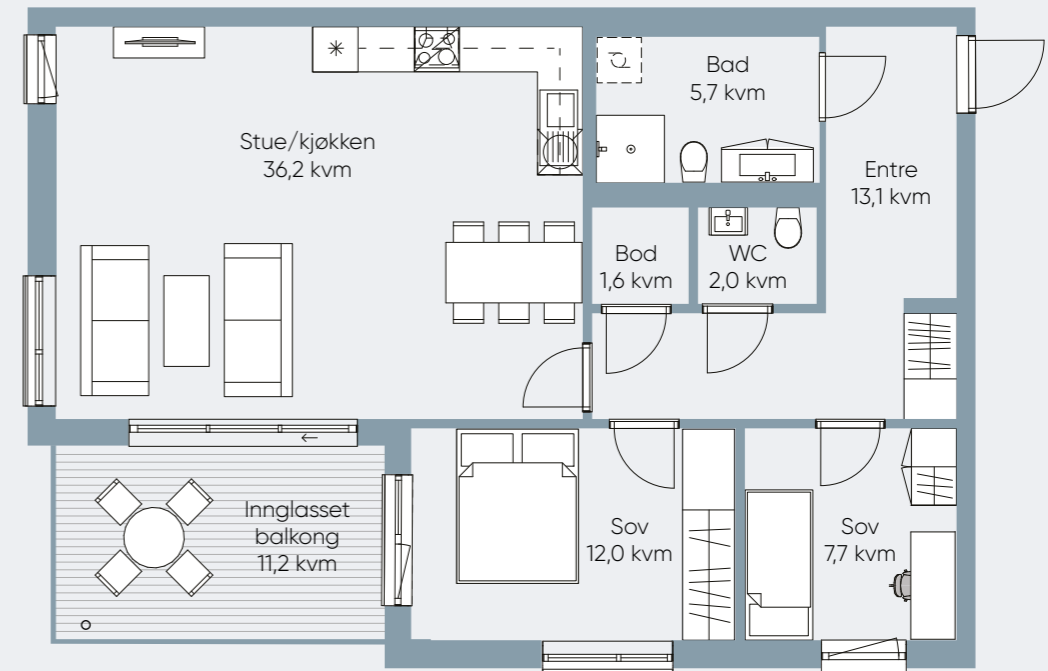 Stue/kjøkken
36,2 kvm
Bad
5,7 kvm
Entre
13,1 kvm
Bod
1,6 kvm
WC
2,0 kvm
Innglasset
balkong
11,2 kvm
Sov
12,0 kvm
Sov
7,7 kvm